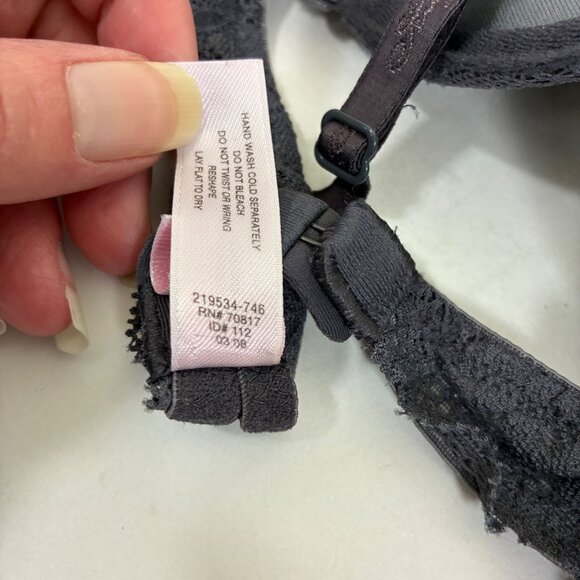 HAND WASH COLD SEPARATELY
DO NOT BLEACH
DO NOT TWIST OR WRING
RESHAPE
LAY FLAT TO DRY
219534-746
RN# 70817
ID# 112
03 08